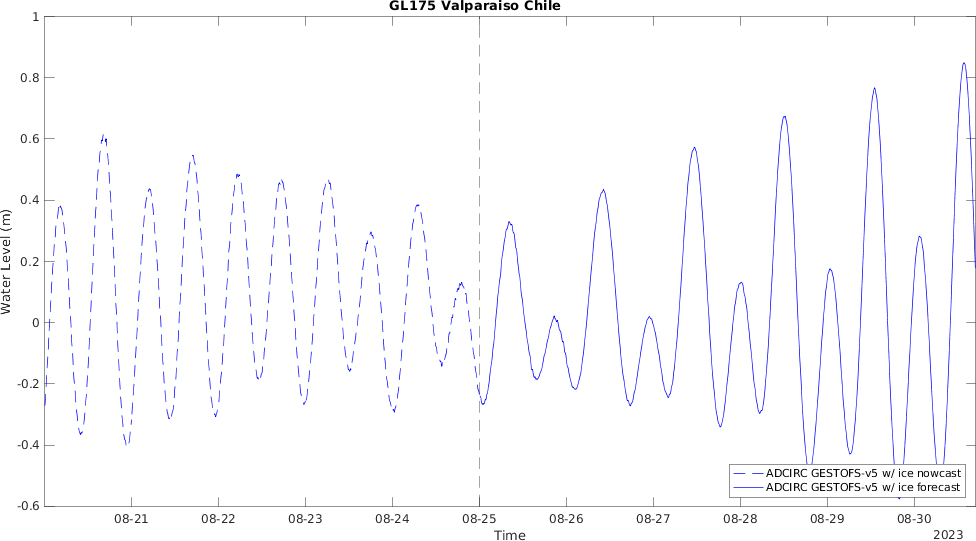 GL175 Valparaiso Chile
1
0.8
0.6
0.4
0.2
0
-0.2
-0.4
-0.6
Water Level (m)
ADCIRC GESTOFS-v5 w/ ice nowcast
ADCIRC GESTOFS-v5 w/ ice forecast
08-21 08-22 08-23 08-24 08-25 08-26 08-27 08-28 08-29 08-30
Time
2023